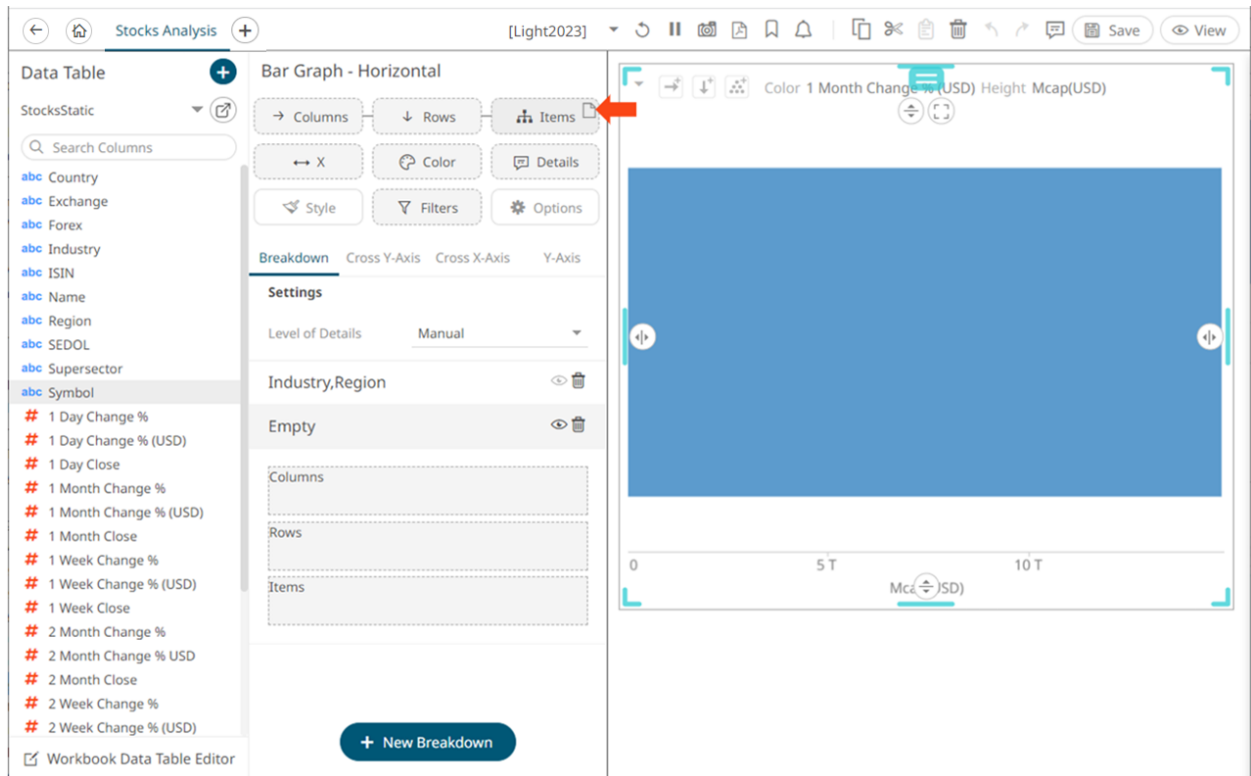 Stocks Analysis
[Light2023]
Save
View
Data Table
StocksStatic
Search Columns
abc Country
abc Exchange
abc Forex
abc Industry
abc ISIN
abc Name
abc Region
abc SEDOL
abc Supersector
abc Symbol
# 1 Day Change %
# 1 Day Change % (USD)
# 1 Day Close
# 1 Month Change %
# 1 Month Change % (USD)
# 1 Month Close
# 1 Week Change %
# 1 Week Change % (USD)
# 1 Week Close
# 2 Month Change %
# 2 Month Change % USD
# 2 Month Close
# 2 Week Change %
# 2 Week Change % (USD)
Workbook Data Table Editor
Bar Graph - Horizontal
Columns
Rows
Items
X
Color
Details
Style
Filters
Options
Breakdown Cross Y-Axis Cross X-Axis Y-Axis
Settings
Level of Details Manual
Industry,Region
Empty
Columns
Rows
Items
+ New Breakdown
Color 1 Month Change % (USD) Height Mcap(USD)
0 5 T 10 T
Mcap(USD)